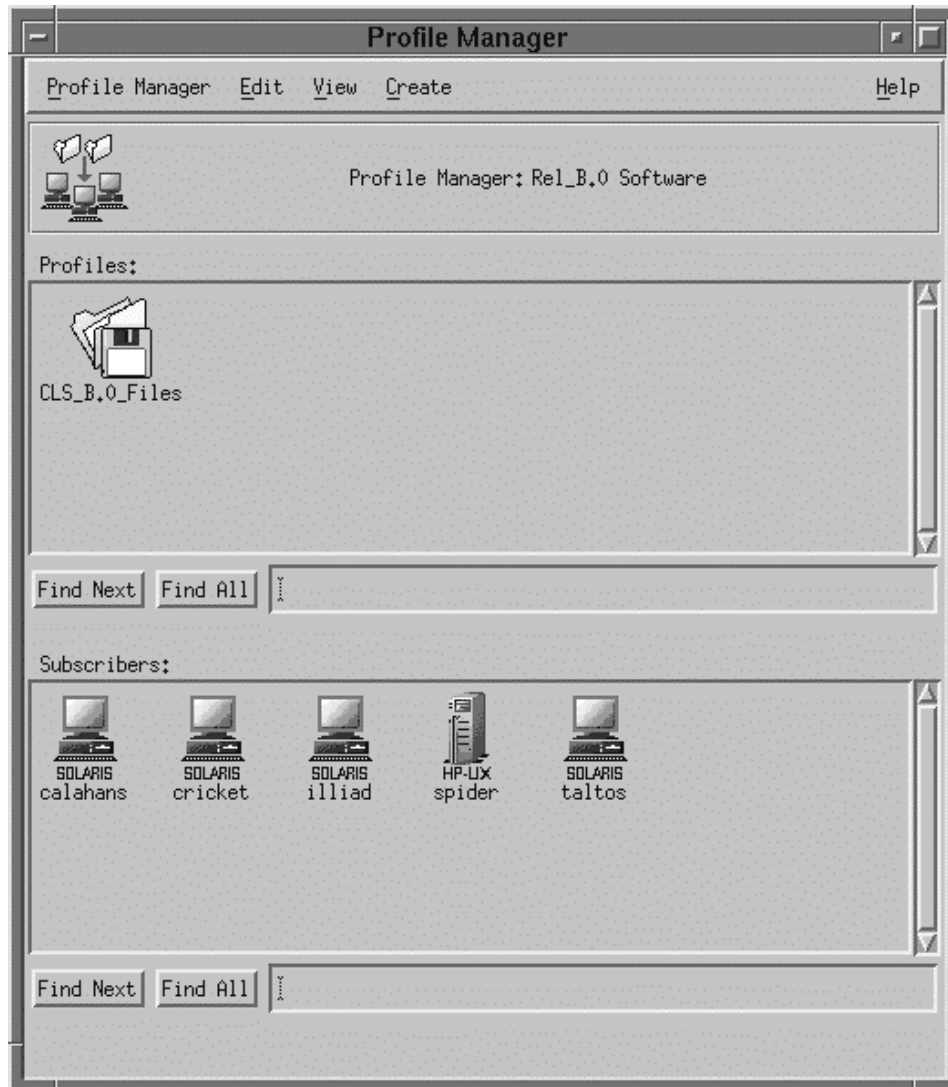 Profile Manager
Profile Manager Edit View Create Help
Profile Manager: Rel_B.0 Software
Profiles:
CLS_B.0_Files
Find Next Find All
Subscribers:
SOLARIS SOLARIS SOLARIS HP-UX SOLARIS
calahans cricket illiad spider taltos
Find Next Find All